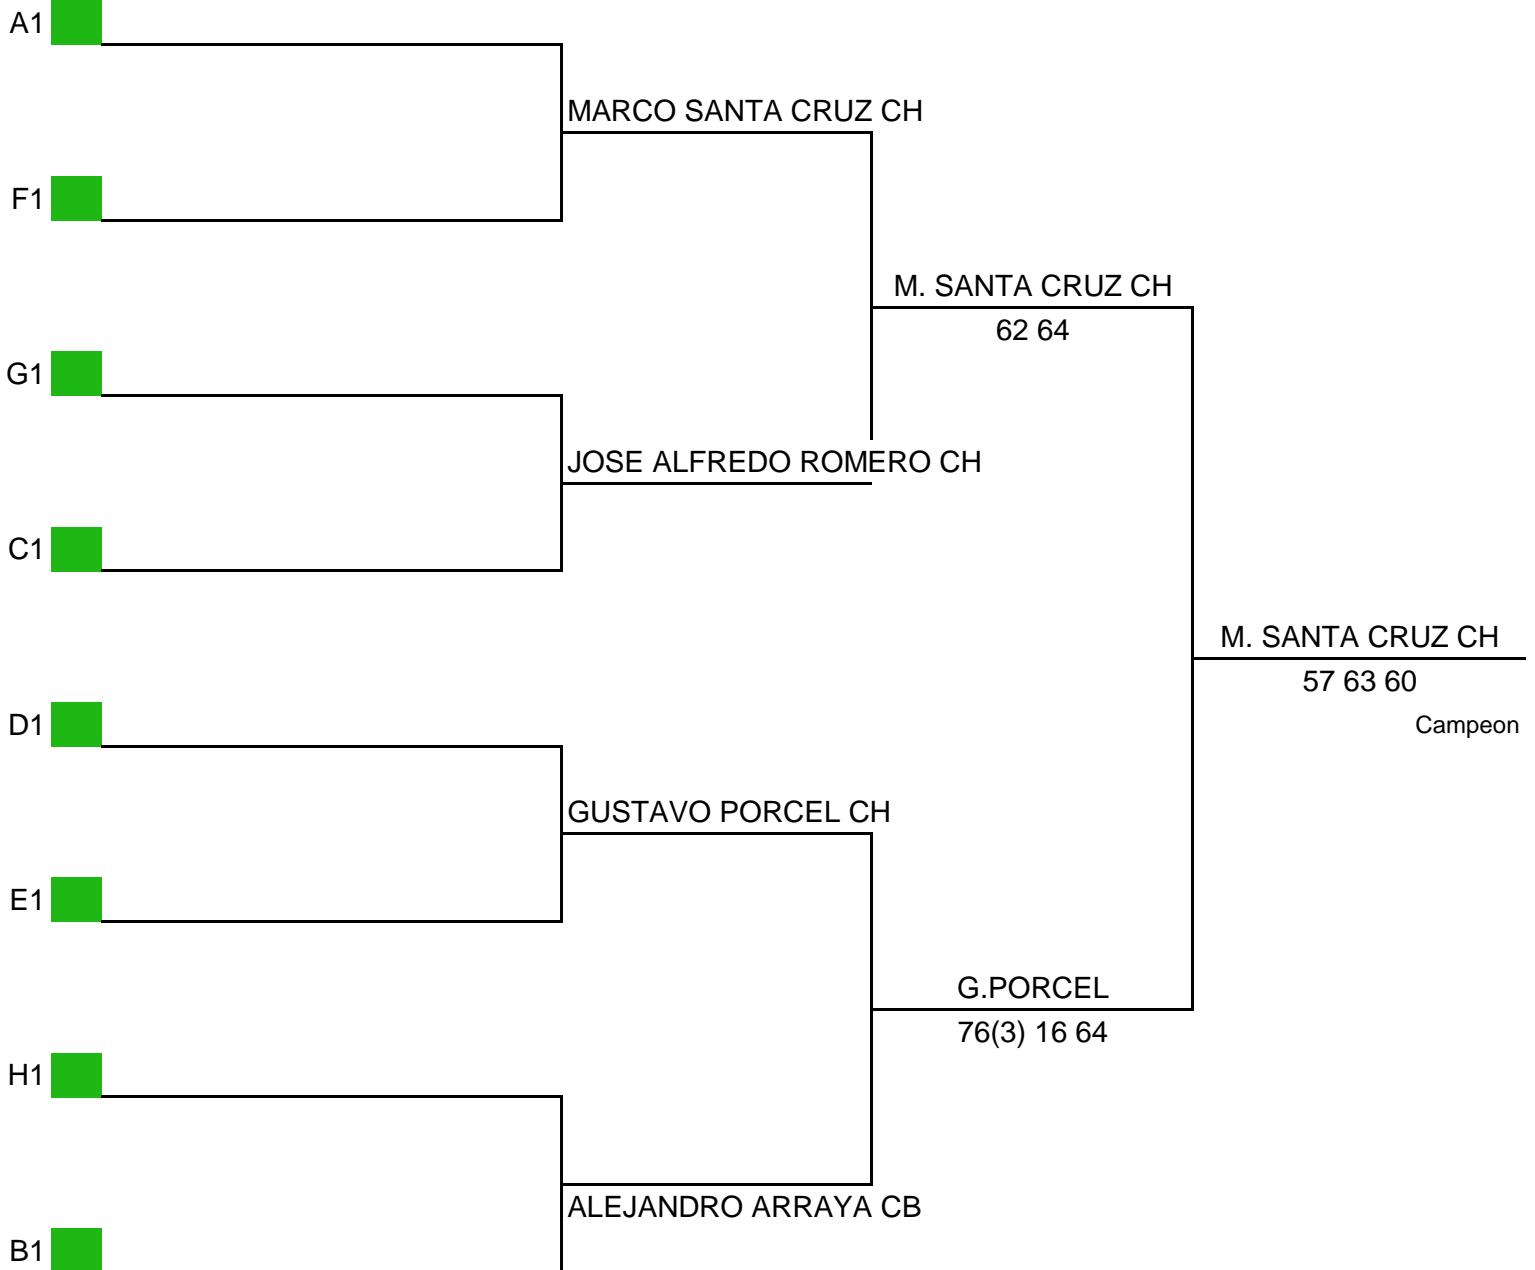 A1
MARCO SANTA CRUZ CH
F1
M. SANTA CRUZ CH
62 64
G1
JOSE ALFREDO ROMERO CH
C1
M. SANTA CRUZ CH
57 63 60
D1
Campeon
GUSTAVO PORCEL CH
E1
G.PORCEL
76(3) 16 64
H1
ALEJANDRO ARRAYA CB
B1